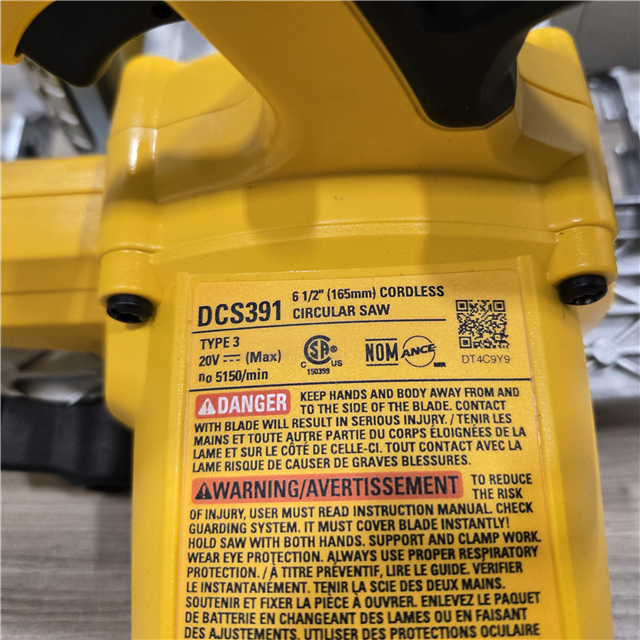 DCS391 6 1/2" (165mm) CORDLESS
CIRCULAR SAW
TYPE 3
20V (Max)
no 5150/min
C SA US
150399
NOM ANCE
DT4C9Y9
DANGER KEEP HANDS AND BODY AWAY FROM AND
TO THE SIDE OF THE BLADE. CONTACT
WITH BLADE WILL RESULT IN SERIOUS INJURY. / TENIR LES
MAINS ET TOUTE AUTRE PARTIE DU CORPS ÉLOIGNÉES DE LA
LAME ET SUR LE CÔTÉ DE CELLE-CI. TOUT CONTACT AVEC LA
LAME RISQUE DE CAUSER DE GRAVES BLESSURES.
WARNING/AVERTISSEMENT TO REDUCE
THE RISK
OF INJURY, USER MUST READ INSTRUCTION MANUAL. CHECK
GUARDING SYSTEM. IT MUST COVER BLADE INSTANTLY!
HOLD SAW WITH BOTH HANDS. SUPPORT AND CLAMP WORK.
WEAR EYE PROTECTION. ALWAYS USE PROPER RESPIRATORY
PROTECTION. / À TITRE PRÉVENTIF, LIRE LE GUIDE. VÉRIFIER
LE INSTANTANEMENT. TENIR LA SCIE DES DEUX MAINS.
SOUTENIR ET FIXER LA PIÈCE À OUVRER. ENLEVEZ LE PAQUET
DE BATTERIE EN CHANGEANT DES LAMES OU EN FAISANT
DES AJUSTEMENTS. UTILISER DES PROTECTIONS OCULAIRE